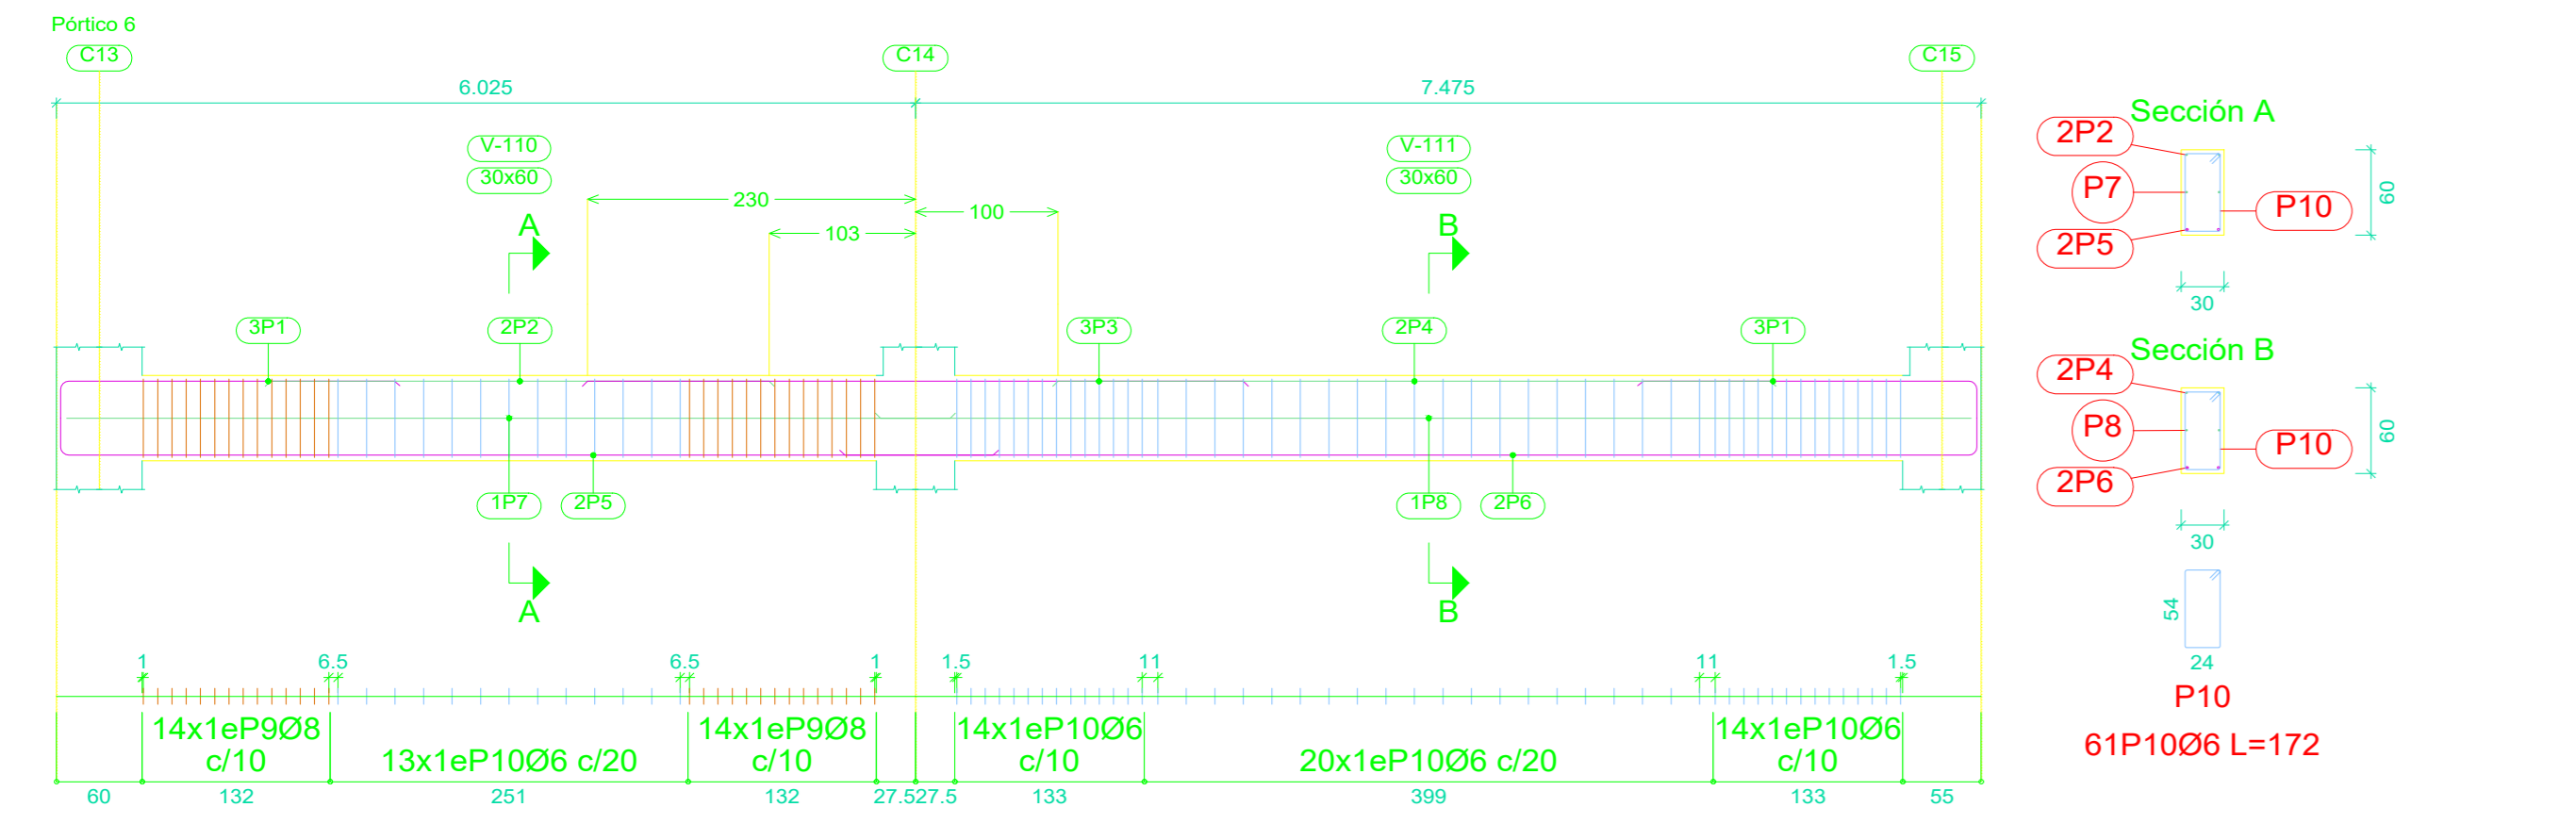 Pórtico 6
C13
C14
C15
6.025
7.475
V-110
30x60
V-111
30x60
230
100
103
A
B
3P1
2P2
3P3
2P4
3P1
1P7
2P5
1P8
2P6
A
B
1
6.5
6.5
1
1.5
11
11
1.5
14x1eP9Ø8
c/10
13x1eP10Ø6 c/20
14x1eP9Ø8
c/10
14x1eP10Ø6
c/10
20x1eP10Ø6 c/20
14x1eP10Ø6
c/10
60
132
251
132
27.5
27.5
133
399
133
55
Sección A
2P2
P7
P10
2P5
60
30
Sección B
2P4
P8
P10
2P6
60
30
54
24
P10
61P10Ø6 L=172